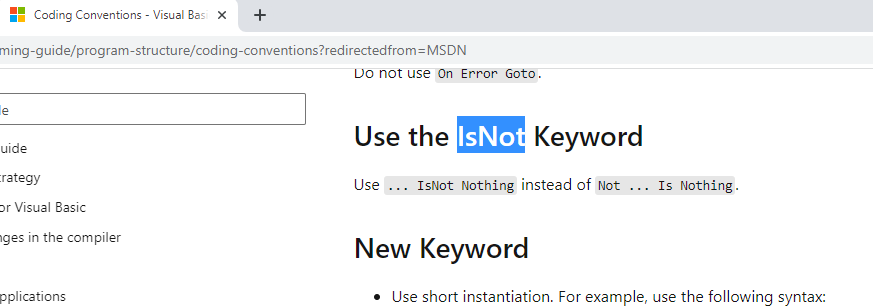 Coding Conventions - Visual Bas
ming-guide/program-structure/coding-conventions?redirectedfrom=MSDN
Do not use On Error Goto.
le
Use the IsNot Keyword
uide
rategy
Use ... IsNot Nothing instead of Not ... Is Nothing.
or Visual Basic
nges in the compiler
New Keyword
pplications
• Use short instantiation. For example, use the following syntax: